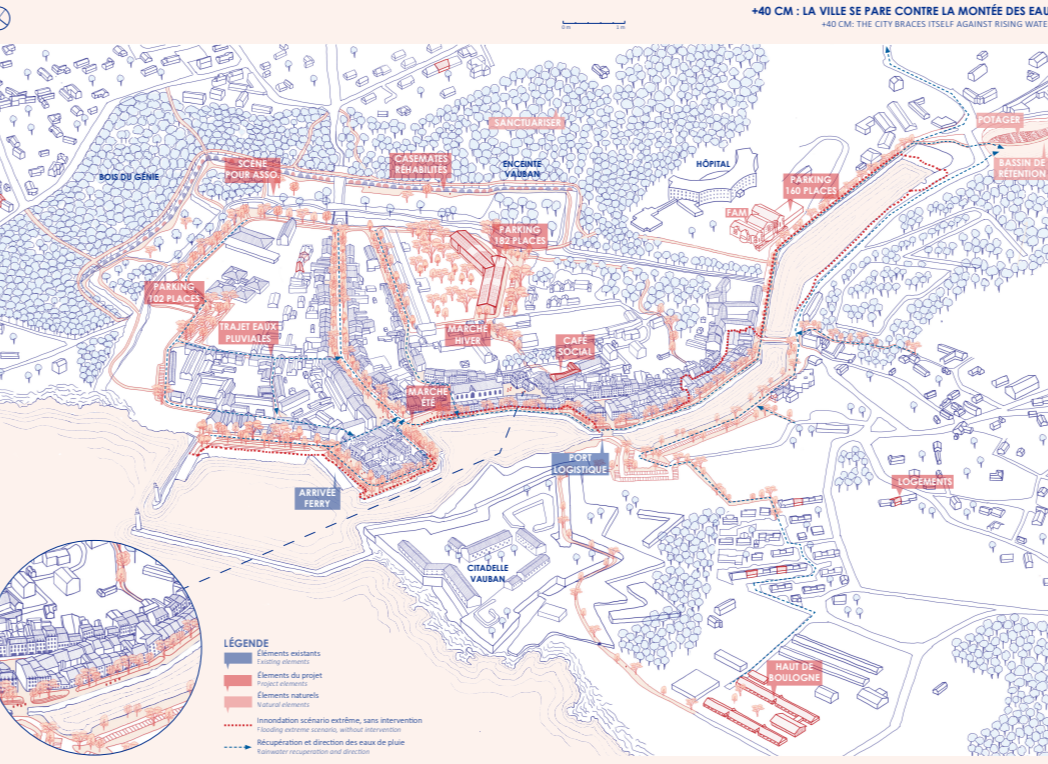 +40 CM : LA VILLE SE PARE CONTRE LA MONTÉE DES EAU
+40 CM: THE CITY BRACES ITSELF AGAINST RISING WATE
SANCTUARISER
POTAGER
BASSIN DE
RÉTENTION
SCÈNE
POUR ASSO.
CASEMATES
RÉHABILITÉS
ENCEINTE
VAUBAN
HÔPITAL
BOIS DU GÉNIE
PARKING
160 PLACES
F.A.M
PARKING
182 PLACES
PARKING
102 PLACES
TRAJET EAUX
PLUVIALES
MARCHÉ
HIVER
CAFÉ
SOCIAL
MARCHÉ
ÉTÉ
PORT
LOGISTIQUE
LOGEMENTS
ARRIVÉE
FERRY
CITADELLE
VAUBAN
HAUT DE
BOULOGNE
LÉGENDE
Éléments existants
Existing elements
Élements du projet
Project elements
Élements naturels
Natural elements
Innondation scénario extrême, sans intervention
Flooding extreme scenario, without intervention
Récupération et direction des eaux de pluie
Rainwater recuperation and direction